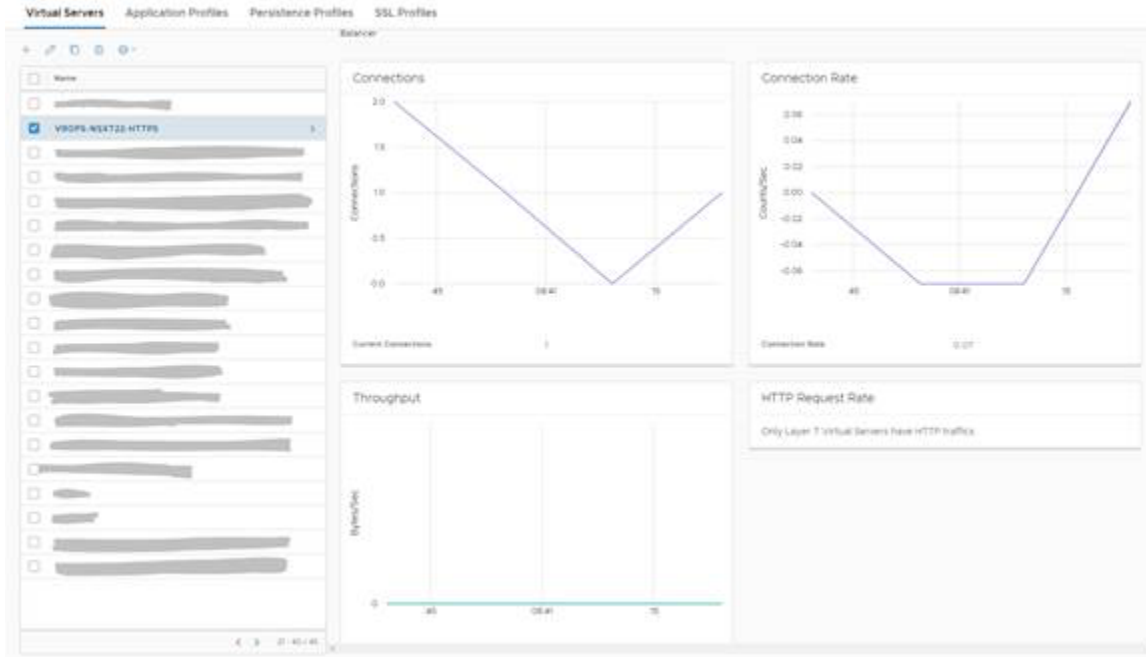 Virtual Servers Application Profiles Persistence Profiles SSL Profiles
Balancer
Name
VROPS-NSXT22-HTTPS
Connections
2.0
1.5
1.0
0.5
0.0
Connections
:45 08:41 :15
Current Connections 1
Connection Rate
0.06
0.04
0.02
0.00
-0.02
-0.04
-0.06
Counts/Sec
:45 08:41 :15
Connection Rate 0.07
Throughput
Bytes/Sec
0
:45 08:41 :15
HTTP Request Rate
Only Layer 7 Virtual Servers have HTTP traffics